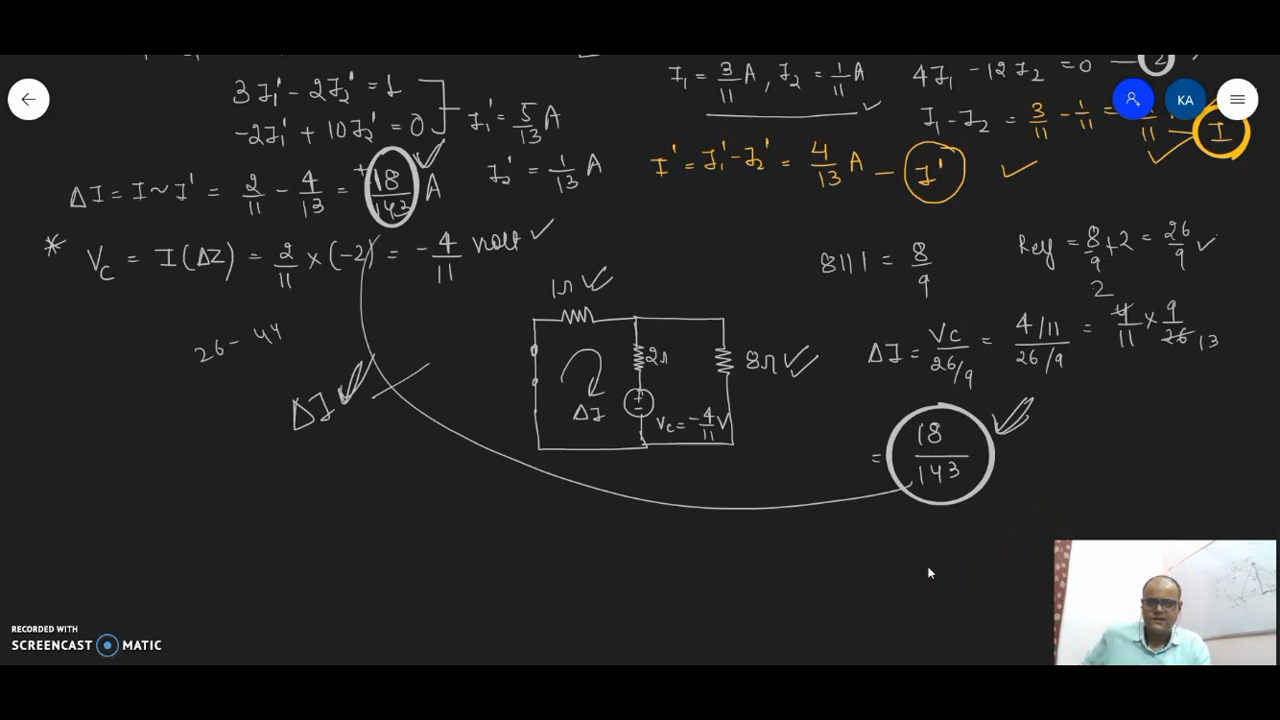 3I₁' - 2I₂' = 1
-2I₁' + 10I₂' = 0
I₁' = 5/13 A
I₂' = 1/13 A
I₁ = 3/11 A, I₂ = 1/11 A
4I₁ - 12I₂ = 0 — 2
I₁ - I₂ = 3/11 - 1/11 =
I
I' = I₁' - I₂' = 4/13 A — I'
KA
ΔI = I ~ I' = 2/11 - 4/13 = 18/143 A
* Vc = I(ΔZ) = 2/11 × (-2) = -4/11 volt
26 - 44
ΔI
1Ω
2Ω
8Ω
ΔI
Vc = -4/11 V
8||1 = 8/9
Req = 8/9 + 2 = 26/9
ΔI = Vc/(26/9) = (4/11)/(26/9) = 4/11 × 9/26 13
2
= 18/143
RECORDED WITH
SCREENCAST MATIC